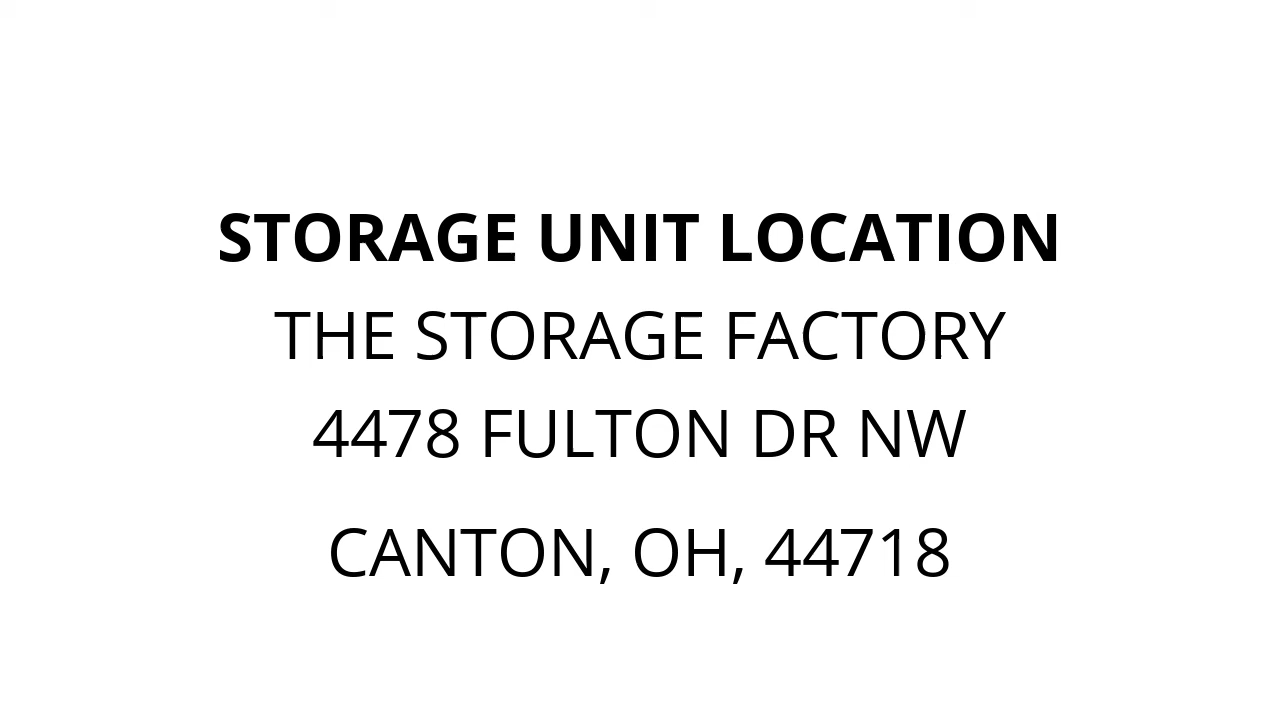 STORAGE UNIT LOCATION
THE STORAGE FACTORY
4478 FULTON DR NW
CANTON, OH, 44718